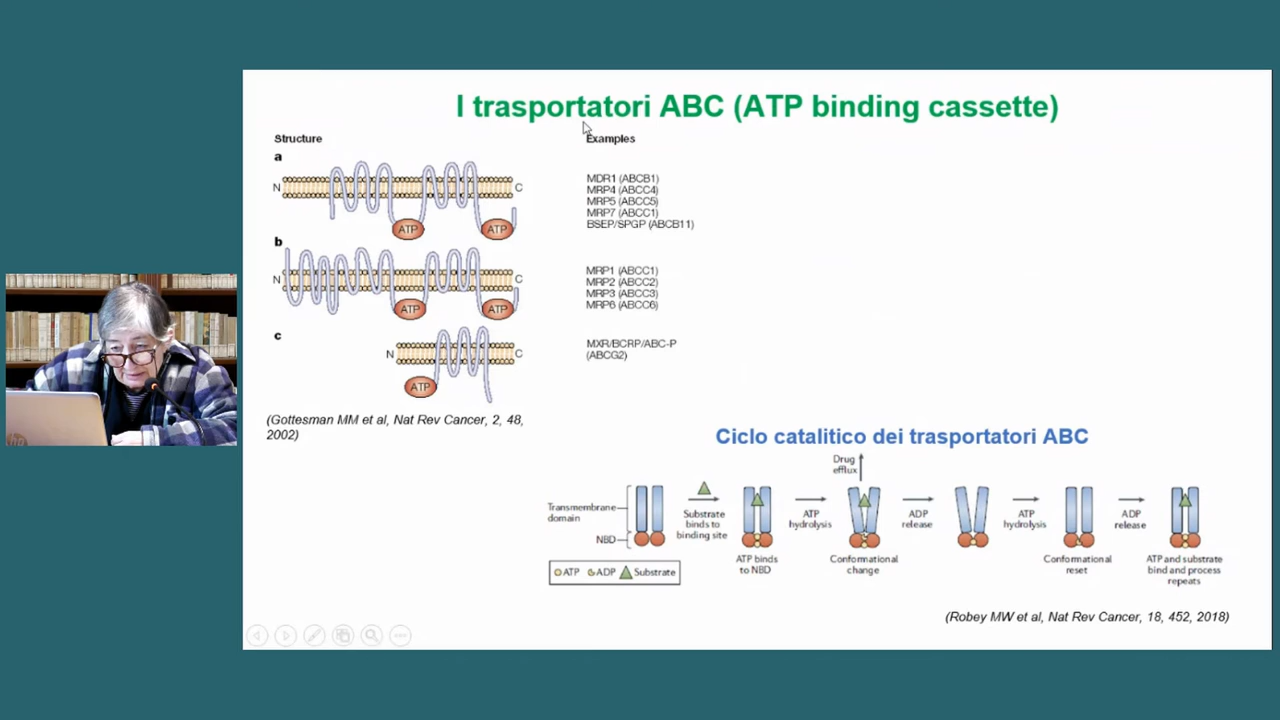 I trasportatori ABC (ATP binding cassette)
Structure
Examples
a
N
C
ATP
ATP
MDR1 (ABCB1)
MRP4 (ABCC4)
MRP5 (ABCC5)
MRP7 (ABCC1)
BSEP/SPGP (ABCB11)
b
N
C
ATP
ATP
MRP1 (ABCC1)
MRP2 (ABCC2)
MRP3 (ABCC3)
MRP6 (ABCC6)
c
N
C
ATP
MXR/BCRP/ABC-P
(ABCG2)
(Gottesman MM et al, Nat Rev Cancer, 2, 48,
2002)
Ciclo catalitico dei trasportatori ABC
Drug
efflux
Transmembrane
domain
NBD
Substrate
binds to
binding site
ATP binds
to NBD
ATP
hydrolysis
Conformational
change
ADP
release
ATP
hydrolysis
Conformational
reset
ADP
release
ATP and substrate
bind and process
repeats
ATP ADP Substrate
(Robey MW et al, Nat Rev Cancer, 18, 452, 2018)